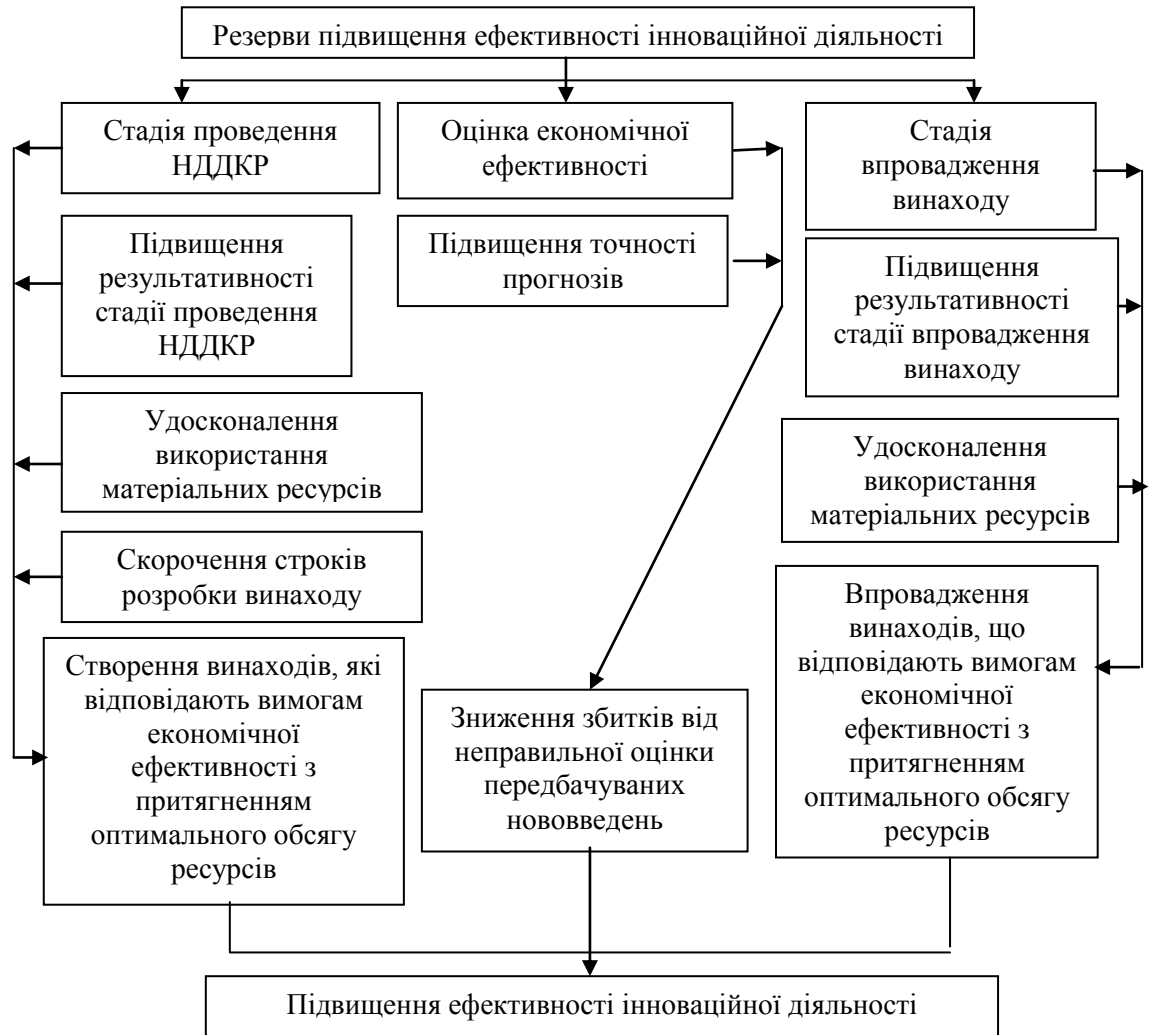 Резерви підвищення ефективності інноваційної діяльності
Стадія проведення
НДДКР
Оцінка економічної
ефективності
Стадія
впровадження
винаходу
Підвищення
результативності
стадії проведення
НДДКР
Підвищення точності
прогнозів
Підвищення
результативності
стадії впровадження
винаходу
Удосконалення
використання
матеріальних ресурсів
Удосконалення
використання
матеріальних ресурсів
Скорочення строків
розробки винаходу
Створення винаходів, які
відповідають вимогам
економічної
ефективності з
притягненням
оптимального обсягу
ресурсів
Зниження збитків від
неправильної оцінки
передбачуваних
нововведень
Впровадження
винаходів, що
відповідають вимогам
економічної
ефективності з
притягненням
оптимального обсягу
ресурсів
Підвищення ефективності інноваційної діяльності